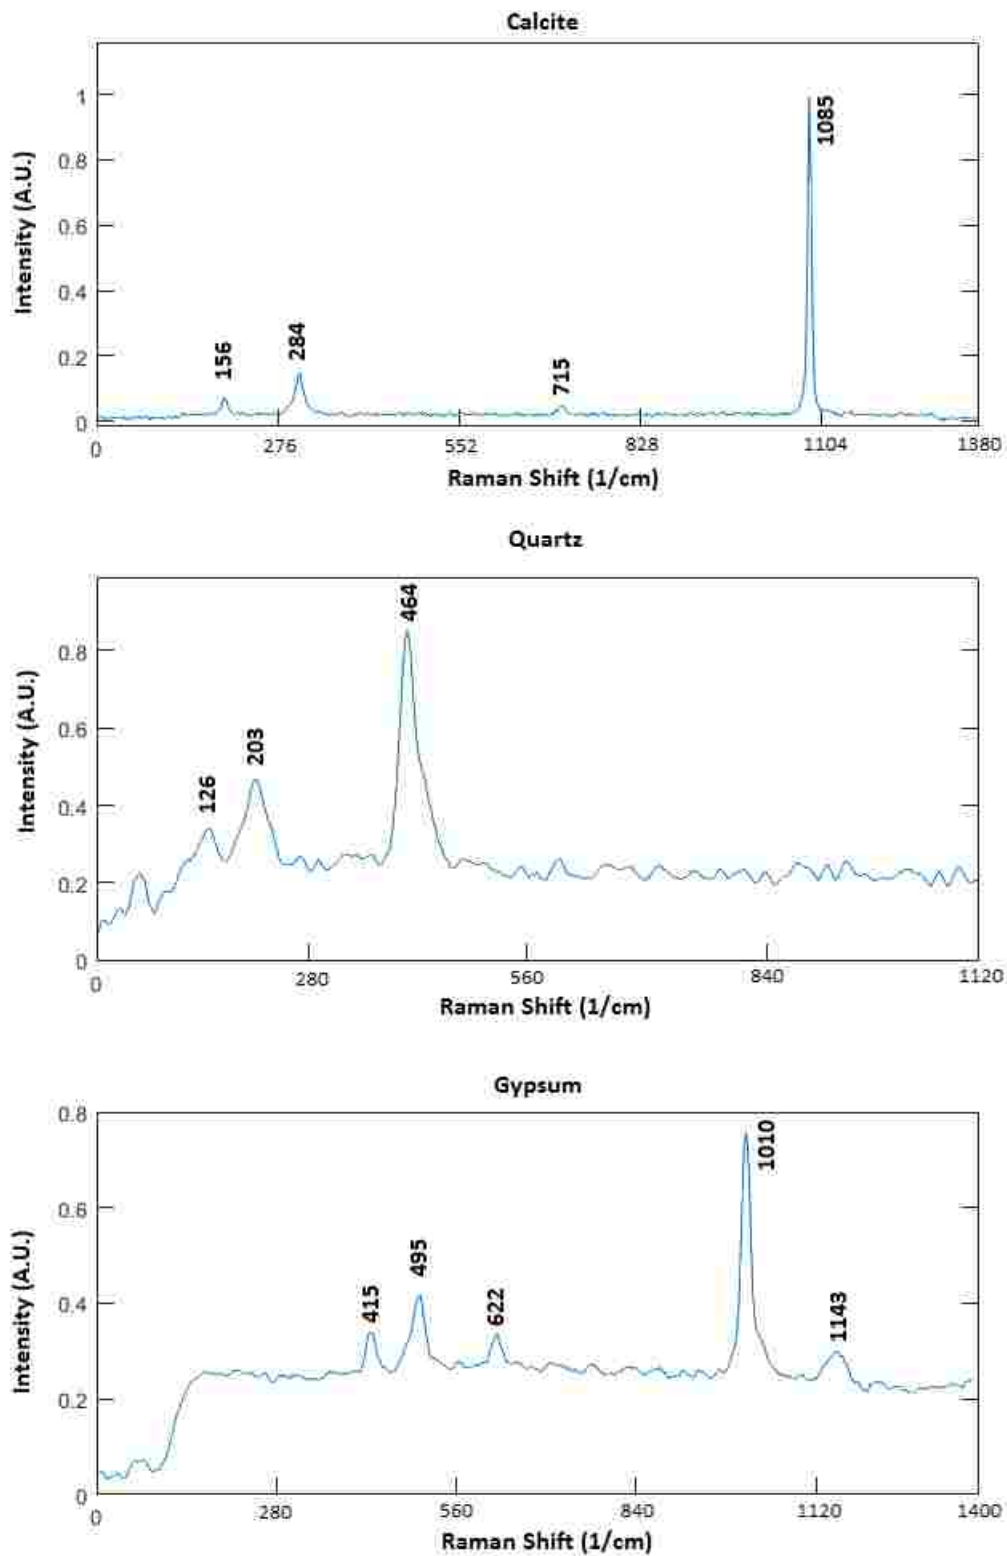 Calcite
Intensity (A.U.)
1
0.8
0.6
0.4
0.2
0
156
284
715
1085
0 276 552 828 1104 1380
Raman Shift (1/cm)
Quartz
Intensity (A.U.)
0.8
0.6
0.4
0.2
0
126
203
464
0 280 560 840 1120
Raman Shift (1/cm)
Gypsum
Intensity (A.U.)
0.8
0.6
0.4
0.2
0
415
495
622
1010
1143
0 280 560 840 1120 1400
Raman Shift (1/cm)